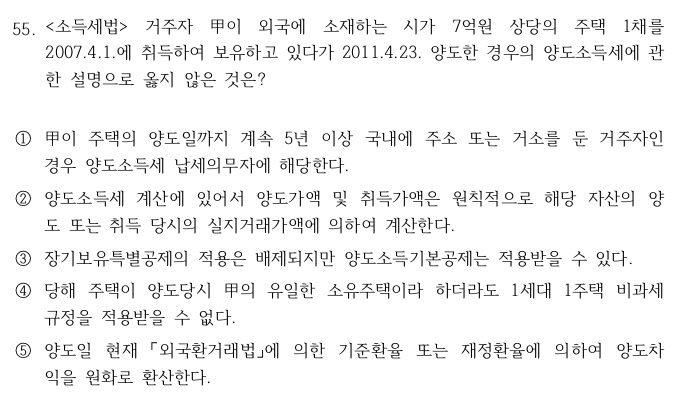 55. <소득세법> 거주자 甲이 외국에 소재하는 시가 7억원 상당의 주택 1채를
2007.4.1.에 취득하여 보유하고 있다가 2011.4.23. 양도한 경우의 양도소득세에 관
한 설명으로 옳지 않은 것은?
① 甲이 주택의 양도일까지 계속 5년 이상 국내에 주소 또는 거소를 둔 거주자인
경우 양도소득세 납세의무자에 해당한다.
② 양도소득세 계산에 있어서 양도가액 및 취득가액은 원칙적으로 해당 자산의 양
도 또는 취득 당시의 실지거래가액에 의하여 계산한다.
③ 장기보유특별공제의 적용은 배제되지만 양도소득기본공제는 적용받을 수 있다.
④ 당해 주택이 양도당시 甲의 유일한 소유주택이라 하더라도 1세대 1주택 비과세
규정을 적용받을 수 없다.
⑤ 양도일 현재 「외국환거래법」에 의한 기준환율 또는 재정환율에 의하여 양도차
익을 원화로 환산한다.